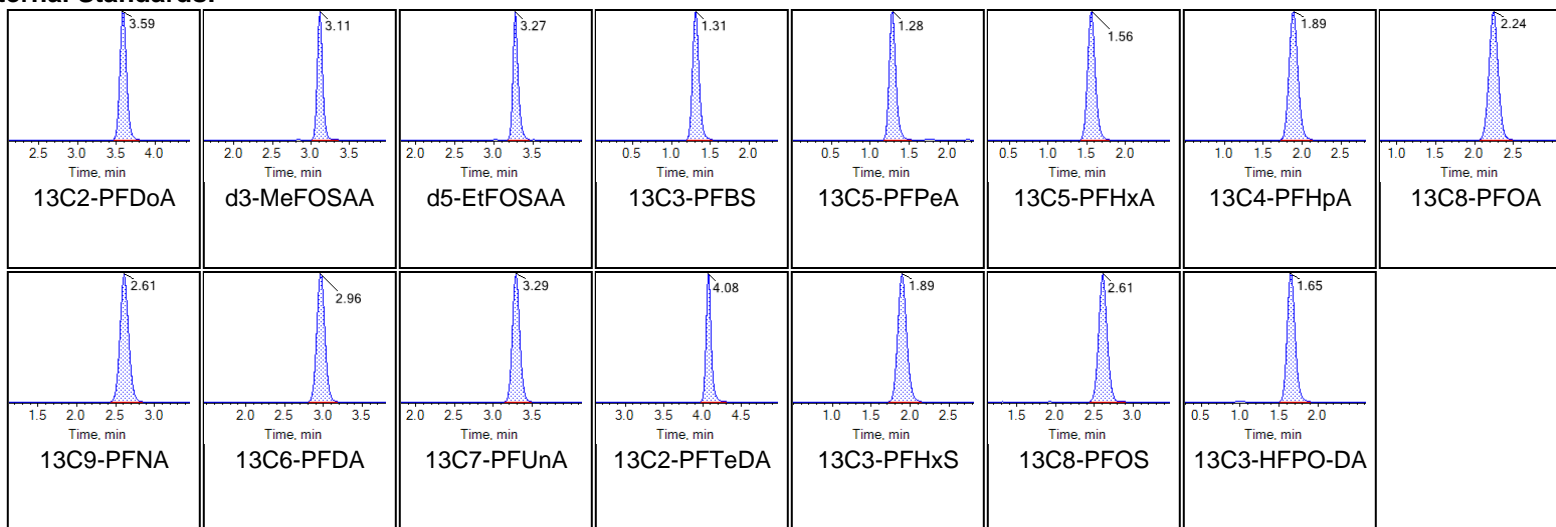 ternal Standards:
3.59
2.5 3.0 3.5 4.0
Time, min
13C2-PFDoA
3.11
2.0 2.5 3.0 3.5
Time, min
d3-MeFOSAA
3.27
2.0 2.5 3.0 3.5
Time, min
d5-EtFOSAA
1.31
0.5 1.0 1.5 2.0
Time, min
13C3-PFBS
1.28
0.5 1.0 1.5 2.0
Time, min
13C5-PFPeA
1.56
0.5 1.0 1.5 2.0
Time, min
13C5-PFHxA
1.89
1.0 1.5 2.0 2.5
Time, min
13C4-PFHpA
2.24
1.0 1.5 2.0 2.5
Time, min
13C8-PFOA
2.61
1.5 2.0 2.5 3.0
Time, min
13C9-PFNA
2.96
2.0 2.5 3.0 3.5
Time, min
13C6-PFDA
3.29
2.0 2.5 3.0 3.5
Time, min
13C7-PFUnA
4.08
3.0 3.5 4.0 4.5
Time, min
13C2-PFTeDA
1.89
1.0 1.5 2.0 2.5
Time, min
13C3-PFHxS
2.61
1.5 2.0 2.5 3.0
Time, min
13C8-PFOS
1.65
0.5 1.0 1.5 2.0
Time, min
13C3-HFPO-DA